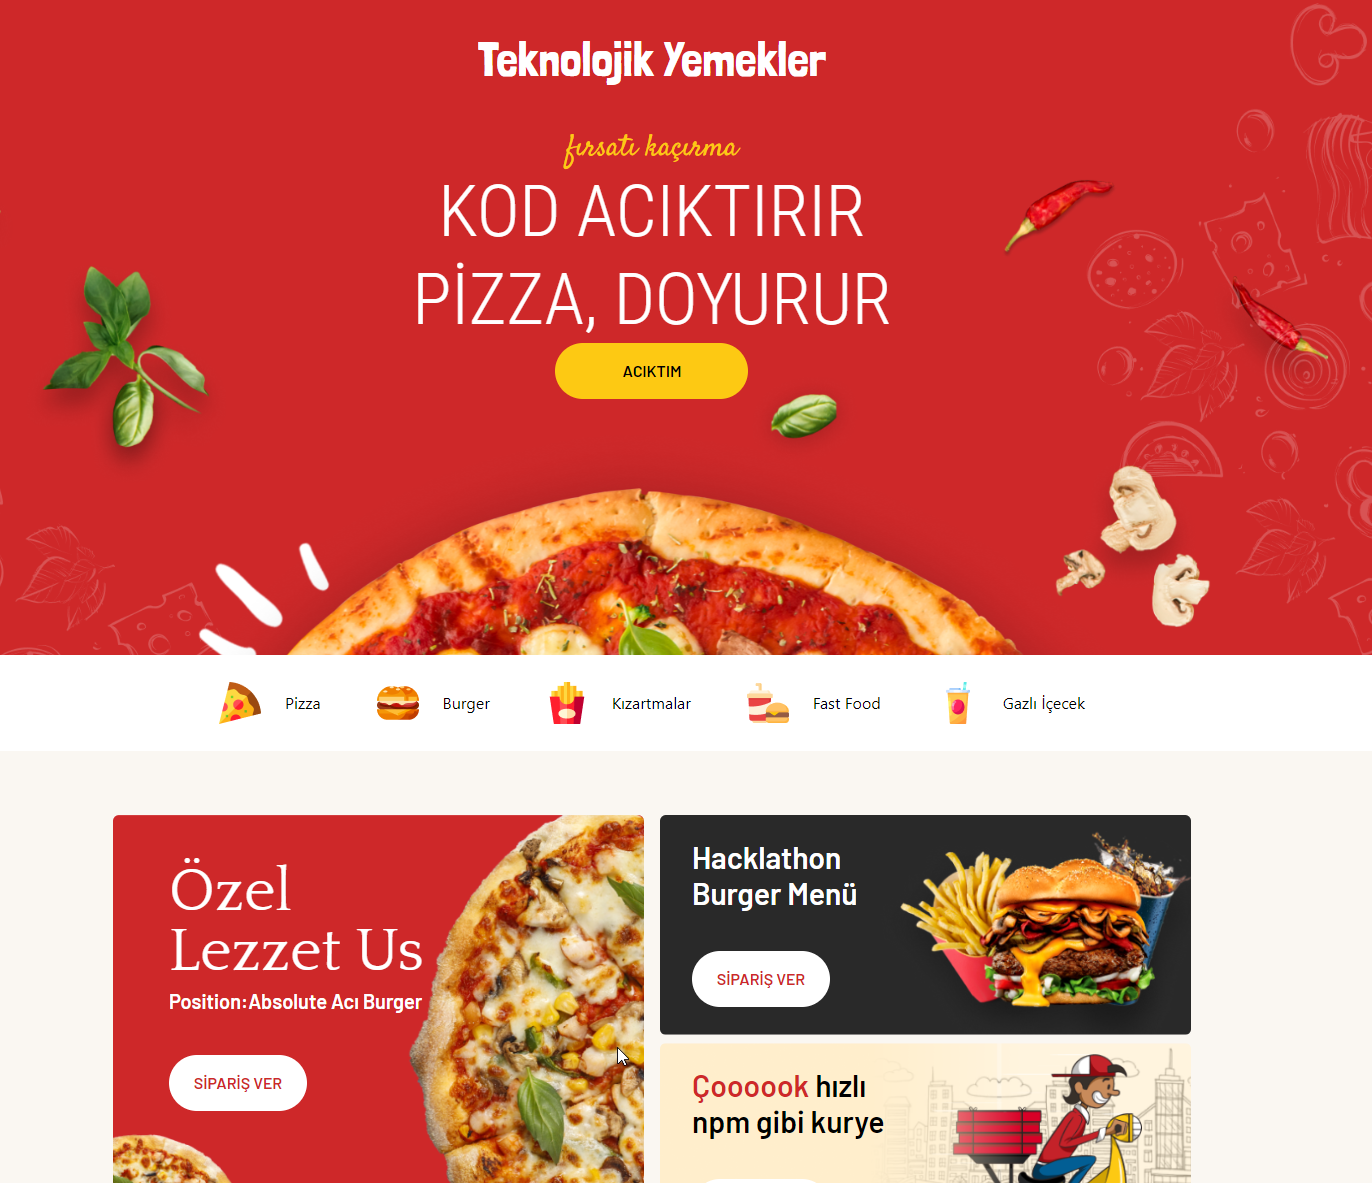 Teknolojik Yemekler
fırsatı kaçırma
KOD ACIKTIRIR
PİZZA, DOYURUR
ACIKTIM
Pizza
Burger
Kızartmalar
Fast Food
Gazlı İçecek
Özel
Lezzet Us
Position:Absolute Acı Burger
SİPARİŞ VER
Hacklathon
Burger Menü
SİPARİŞ VER
Çoooook hızlı
npm gibi kurye